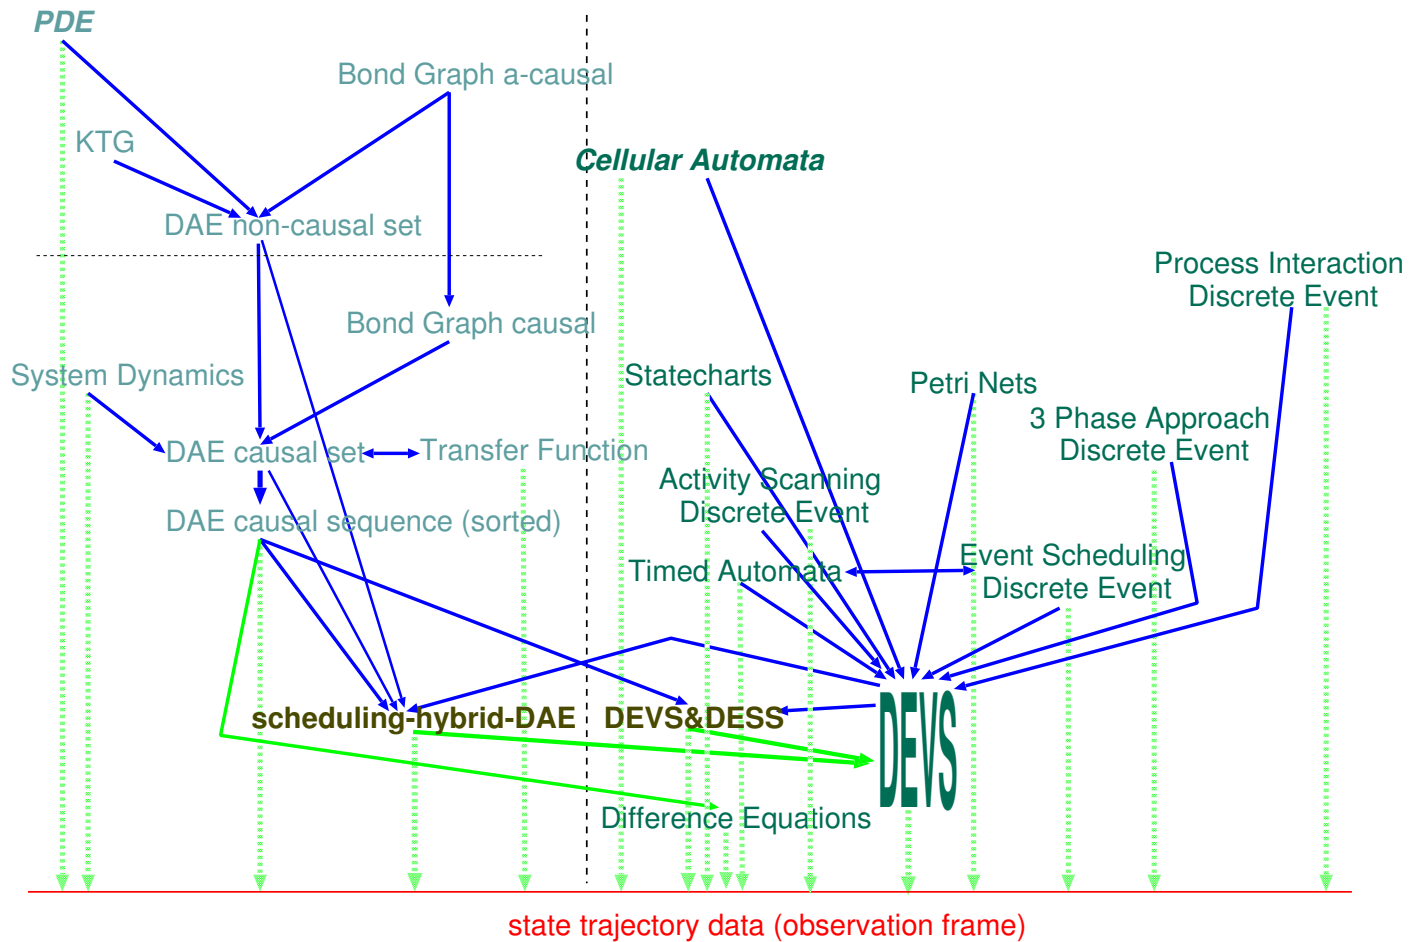 PDE
Bond Graph a-causal
KTG
Cellular Automata
DAE non-causal set
Process Interaction
Discrete Event
Bond Graph causal
System Dynamics
Statecharts
Petri Nets
3 Phase Approach
Discrete Event
DAE causal set
Transfer Function
Activity Scanning
Discrete Event
DAE causal sequence (sorted)
Timed Automata
Event Scheduling
Discrete Event
scheduling-hybrid-DAE
DEVS&DESS
DEVS
Difference Equations
state trajectory data (observation frame)